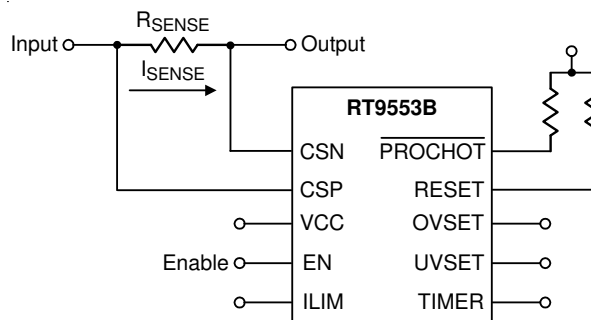 RSENSE
Input
Output
ISENSE
RT9553B
CSN
PROCHOT
CSP
RESET
VCC
OVSET
Enable
EN
UVSET
ILIM
TIMER